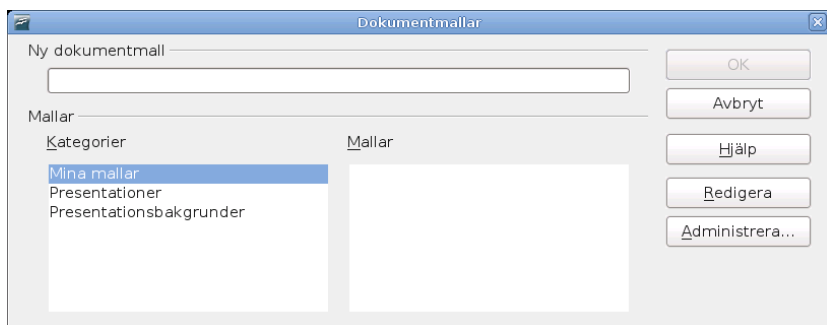 Dokumentmallar
Ny dokumentmall
OK
Avbryt
Mallar
Kategorier
Mallar
Hjälp
Mina mallar
Presentationer
Presentationsbakgrunder
Redigera
Administrera...